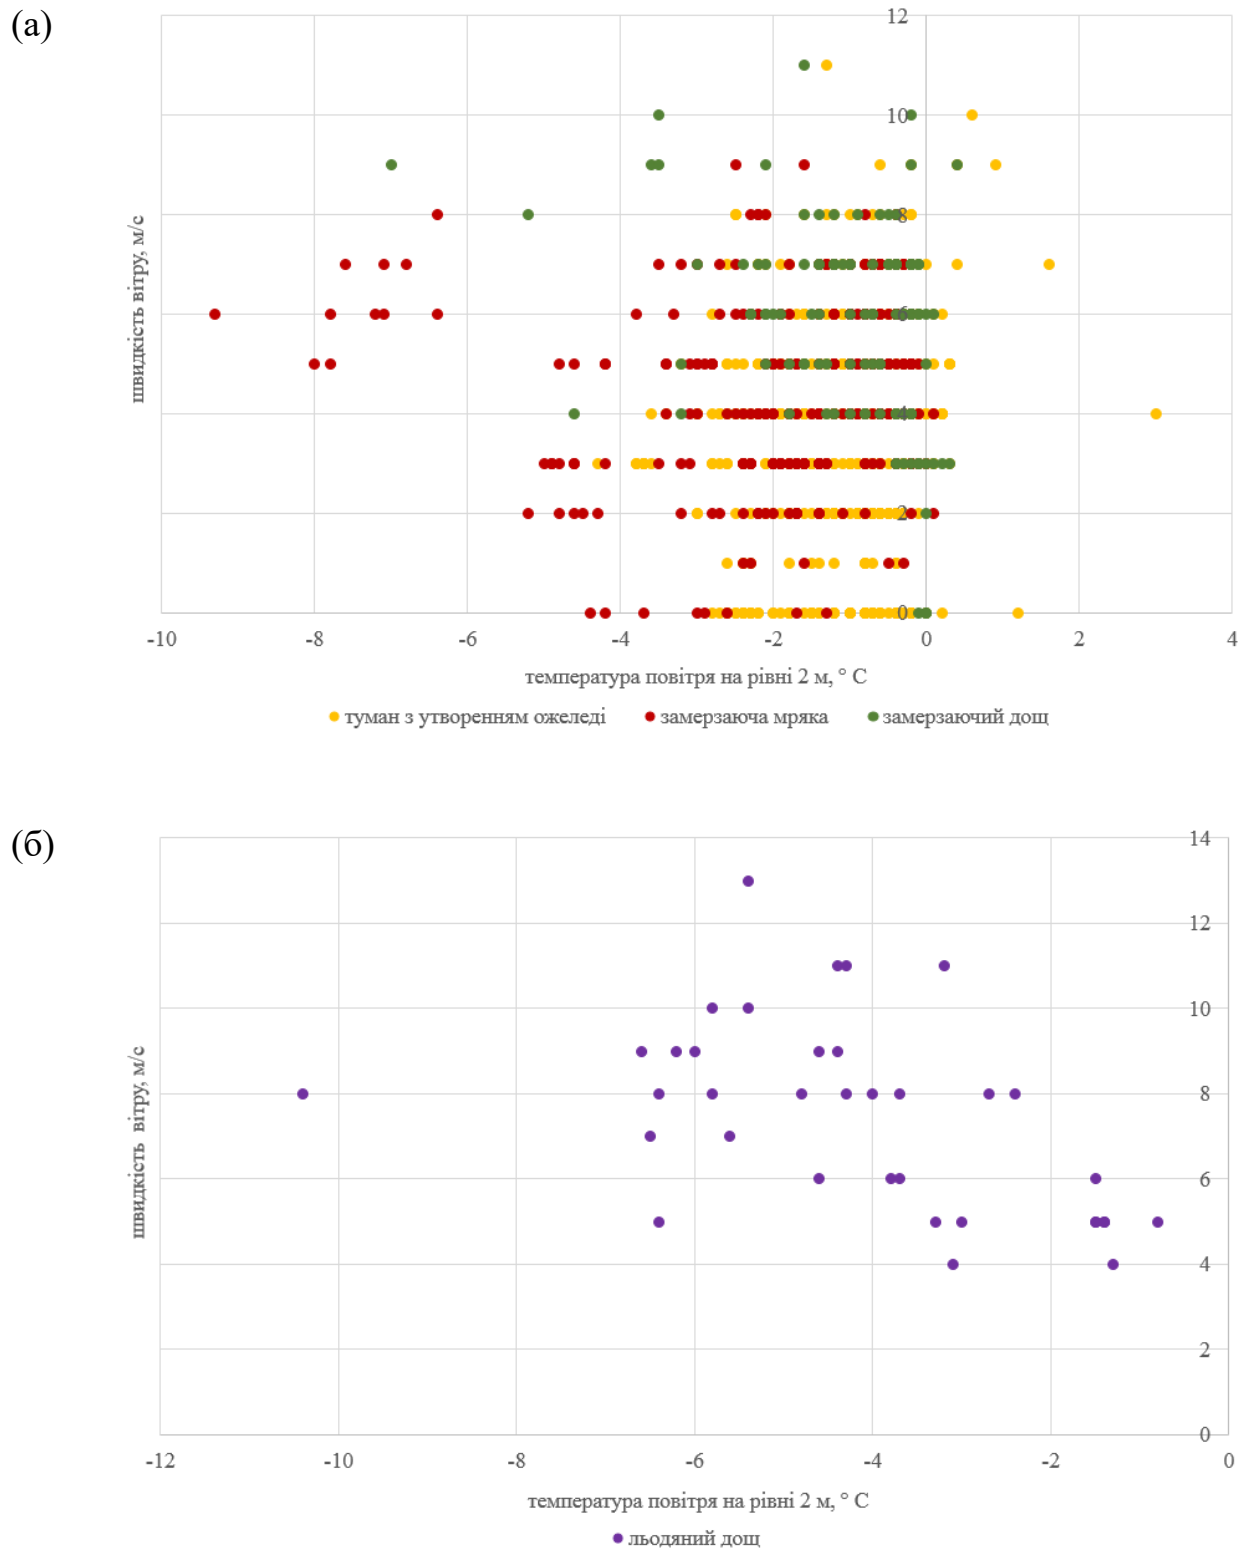 (а)
12
10
8
6
4
2
0
швидкість вітру, м/с
-10 -8 -6 -4 -2 0 2 4
температура повітря на рівні 2 м, ° С
туман з утворенням ожеледі замерзаюча мряка замерзаючий дощ
(б)
14
12
10
8
6
4
2
0
швидкість вітру, м/с
-12 -10 -8 -6 -4 -2 0
температура повітря на рівні 2 м, ° С
льодяний дощ